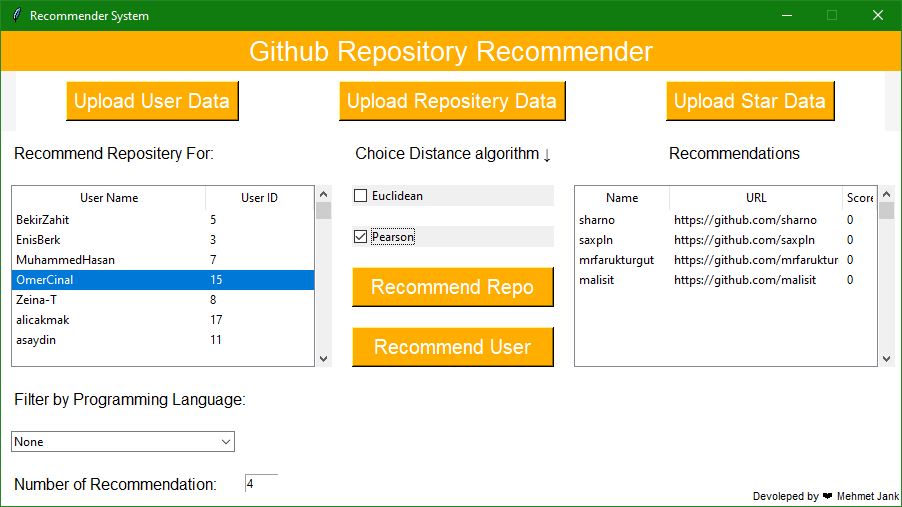 Recommender System
Github Repository Recommender
Upload User Data
Upload Repositery Data
Upload Star Data
Recommend Repositery For:
Choice Distance algorithm ↓
Recommendations
User Name User ID
BekirZahit 5
EnisBerk 3
MuhammedHasan 7
OmerCinal 15
Zeina-T 8
alicakmak 17
asaydin 11
Euclidean
Pearson
Recommend Repo
Recommend User
Name URL Score
sharno https://github.com/sharno 0
saxpln https://github.com/saxpln 0
mrfarukturgut https://github.com/mrfarukturg 0
malisit https://github.com/malisit 0
Filter by Programming Language:
None
Number of Recommendation: 4
Devoleped by ❤ Mehmet Jank